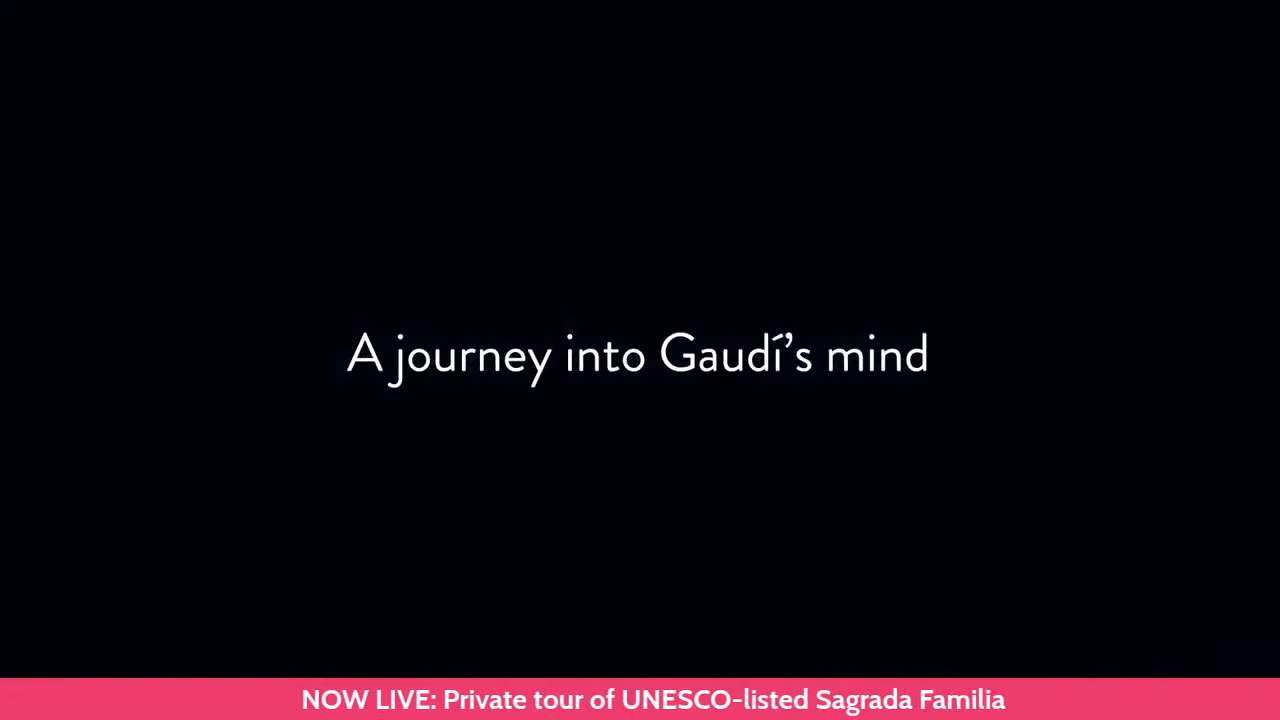 A journey into Gaudí’s mind
NOW LIVE: Private tour of UNESCO-listed Sagrada Familia